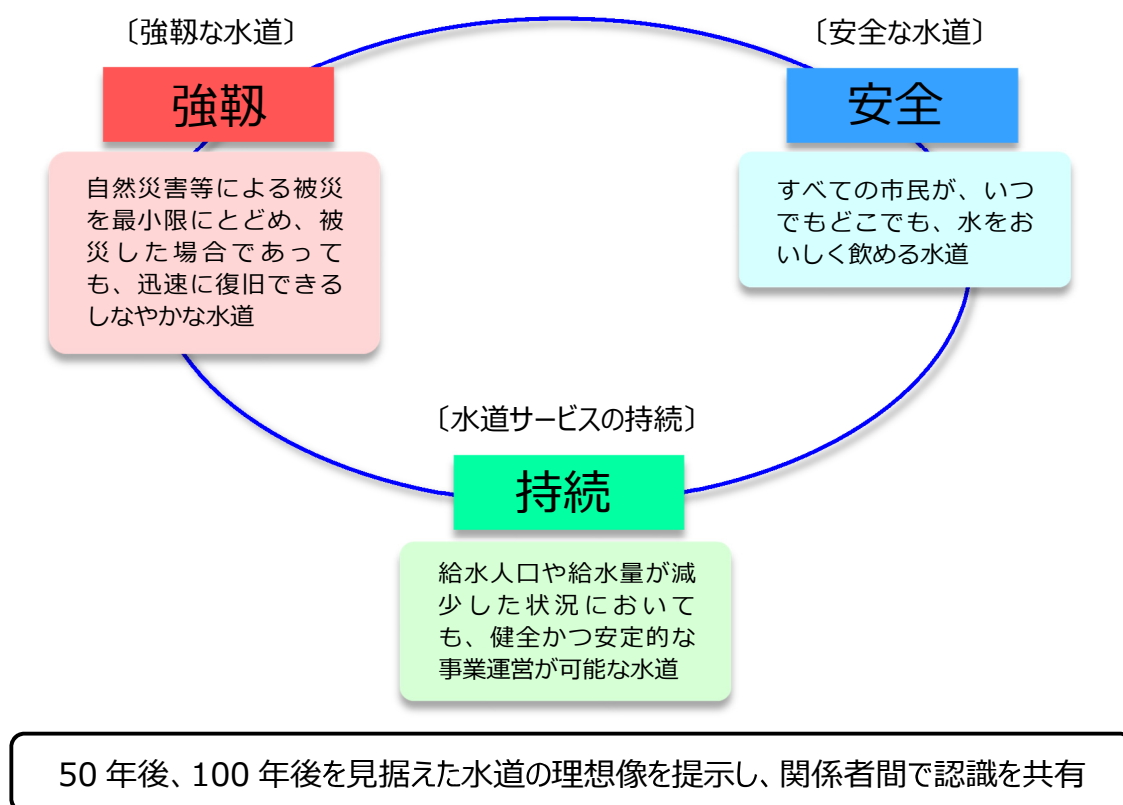 〔強靱な水道〕
強靱
自然災害等による被災
を最小限にとどめ、被
災した場合であって
も、迅速に復旧できる
しなやかな水道
〔安全な水道〕
安全
すべての市民が、いつ
でもどこでも、水をお
いしく飲める水道
〔水道サービスの持続〕
持続
給水人口や給水量が減
少した状況において
も、健全かつ安定的な
事業運営が可能な水道
50 年後、100 年後を見据えた水道の理想像を提示し、関係者間で認識を共有